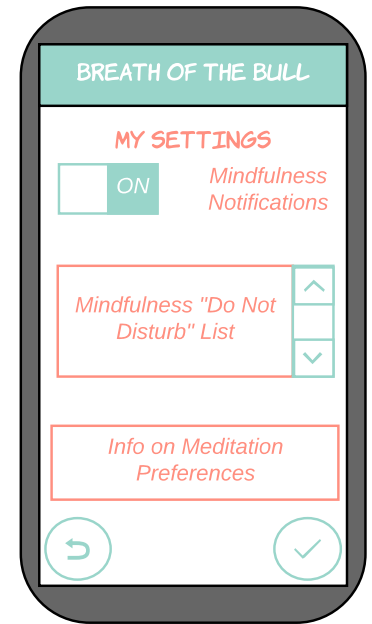 BREATH OF THE BULL
MY SETTINGS
ON
Mindfulness
Notifications
Mindfulness "Do Not
Disturb" List
Info on Meditation
Preferences